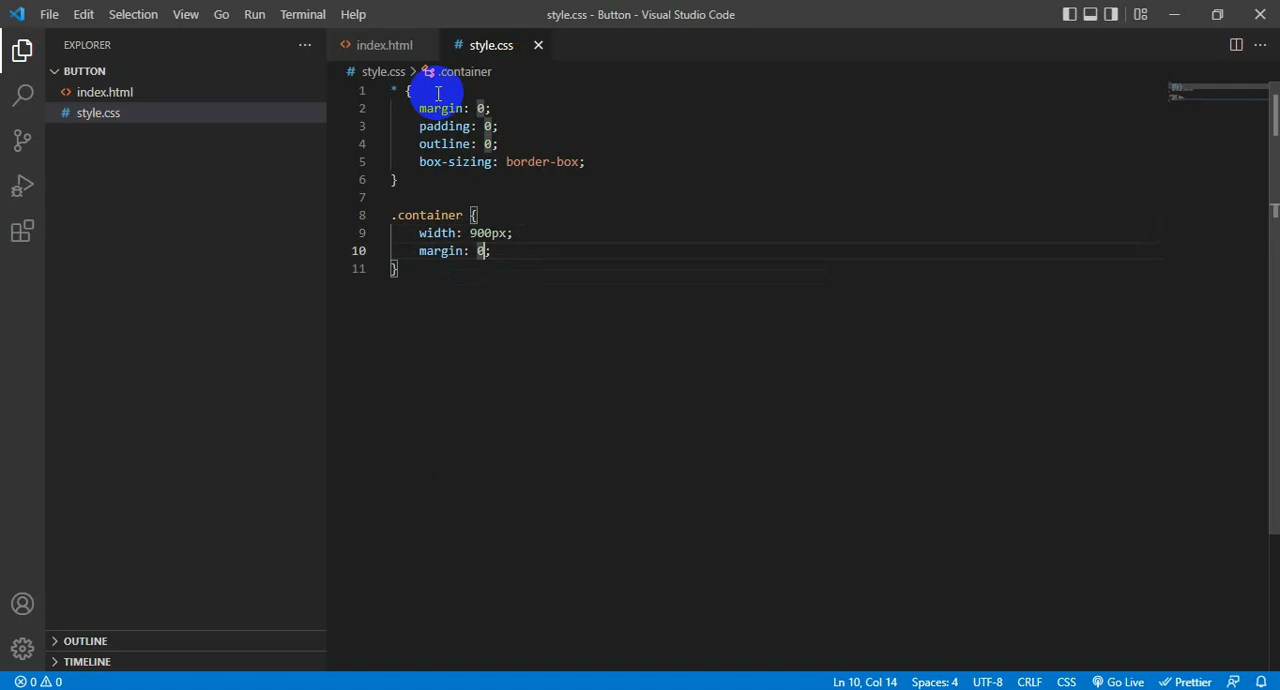 File Edit Selection View Go Run Terminal Help style.css - Button - Visual Studio Code
EXPLORER
BUTTON
index.html
style.css
OUTLINE
TIMELINE
index.html
style.css
style.css > .container
1 * {
2 margin: 0;
3 padding: 0;
4 outline: 0;
5 box-sizing: border-box;
6 }
7
8 .container {
9 width: 900px;
10 margin: 0;
11 }
0 0 Ln 10, Col 14 Spaces: 4 UTF-8 CRLF CSS Go Live Prettier